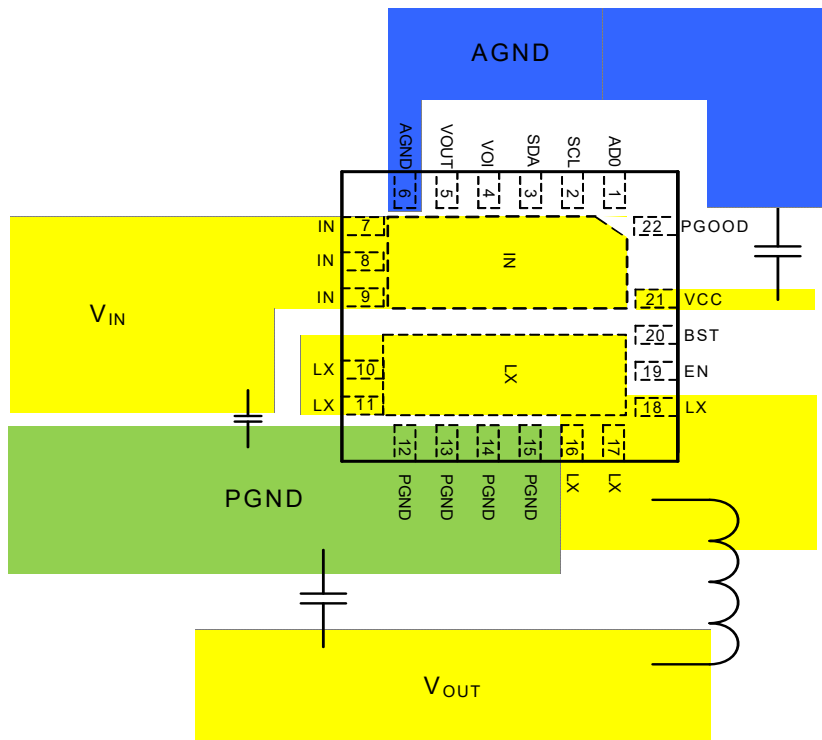 AGND
AGND
VOUT
VOI
SDA
SCL
AD0
6
5
4
3
2
1
IN 7
22 PGOOD
IN 8
IN
IN 9
21 VCC
VIN
20 BST
LX 10
LX
19 EN
LX 11
18 LX
12
13
14
15
16
17
PGND
PGND
PGND
PGND
LX
LX
PGND
VOUT